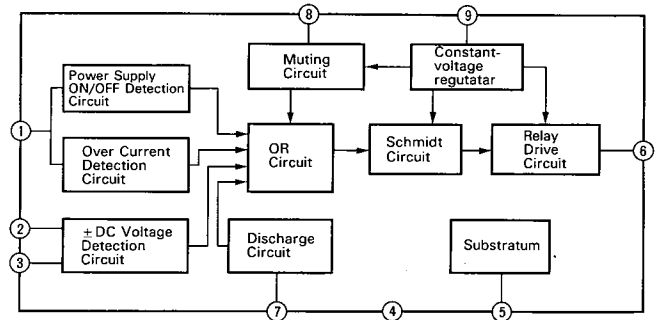 8
9
Muting
Circuit
Constant-
voltage
regutatar
Power Supply
ON/OFF Detection
Circuit
1
Over Current
Detection
Circuit
OR
Circuit
Schmidt
Circuit
Relay
Drive
Circuit
6
2
3
±DC Voltage
Detection
Circuit
Discharge
Circuit
Substratum
7
4
5